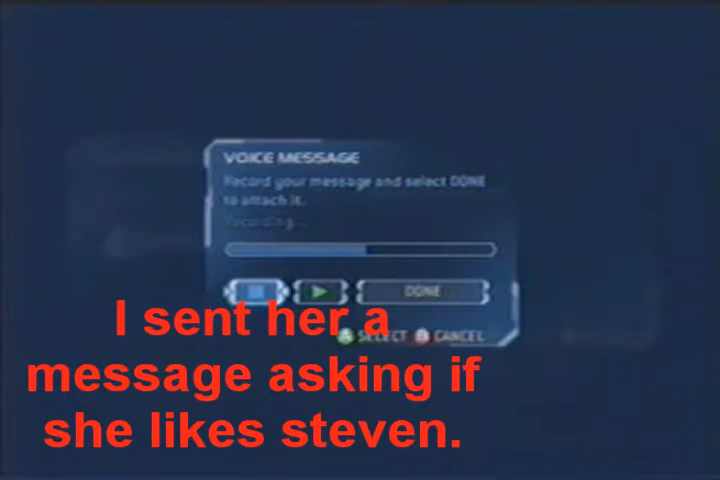 VOICE MESSAGE
Record your message and select DONE
to attach it.
Recording...
DONE
A SELECT B CANCEL
I sent her a
message asking if
she likes steven.